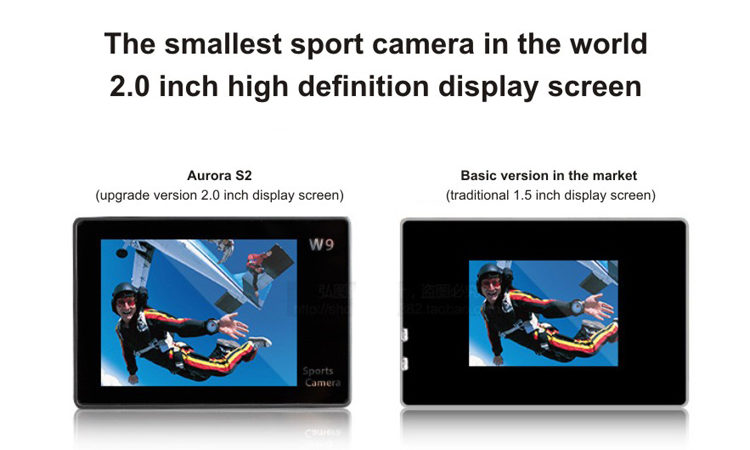 The smallest sport camera in the world
2.0 inch high definition display screen
Aurora S2
(upgrade version 2.0 inch display screen)
Basic version in the market
(traditional 1.5 inch display screen)
W9
Sports
Camera